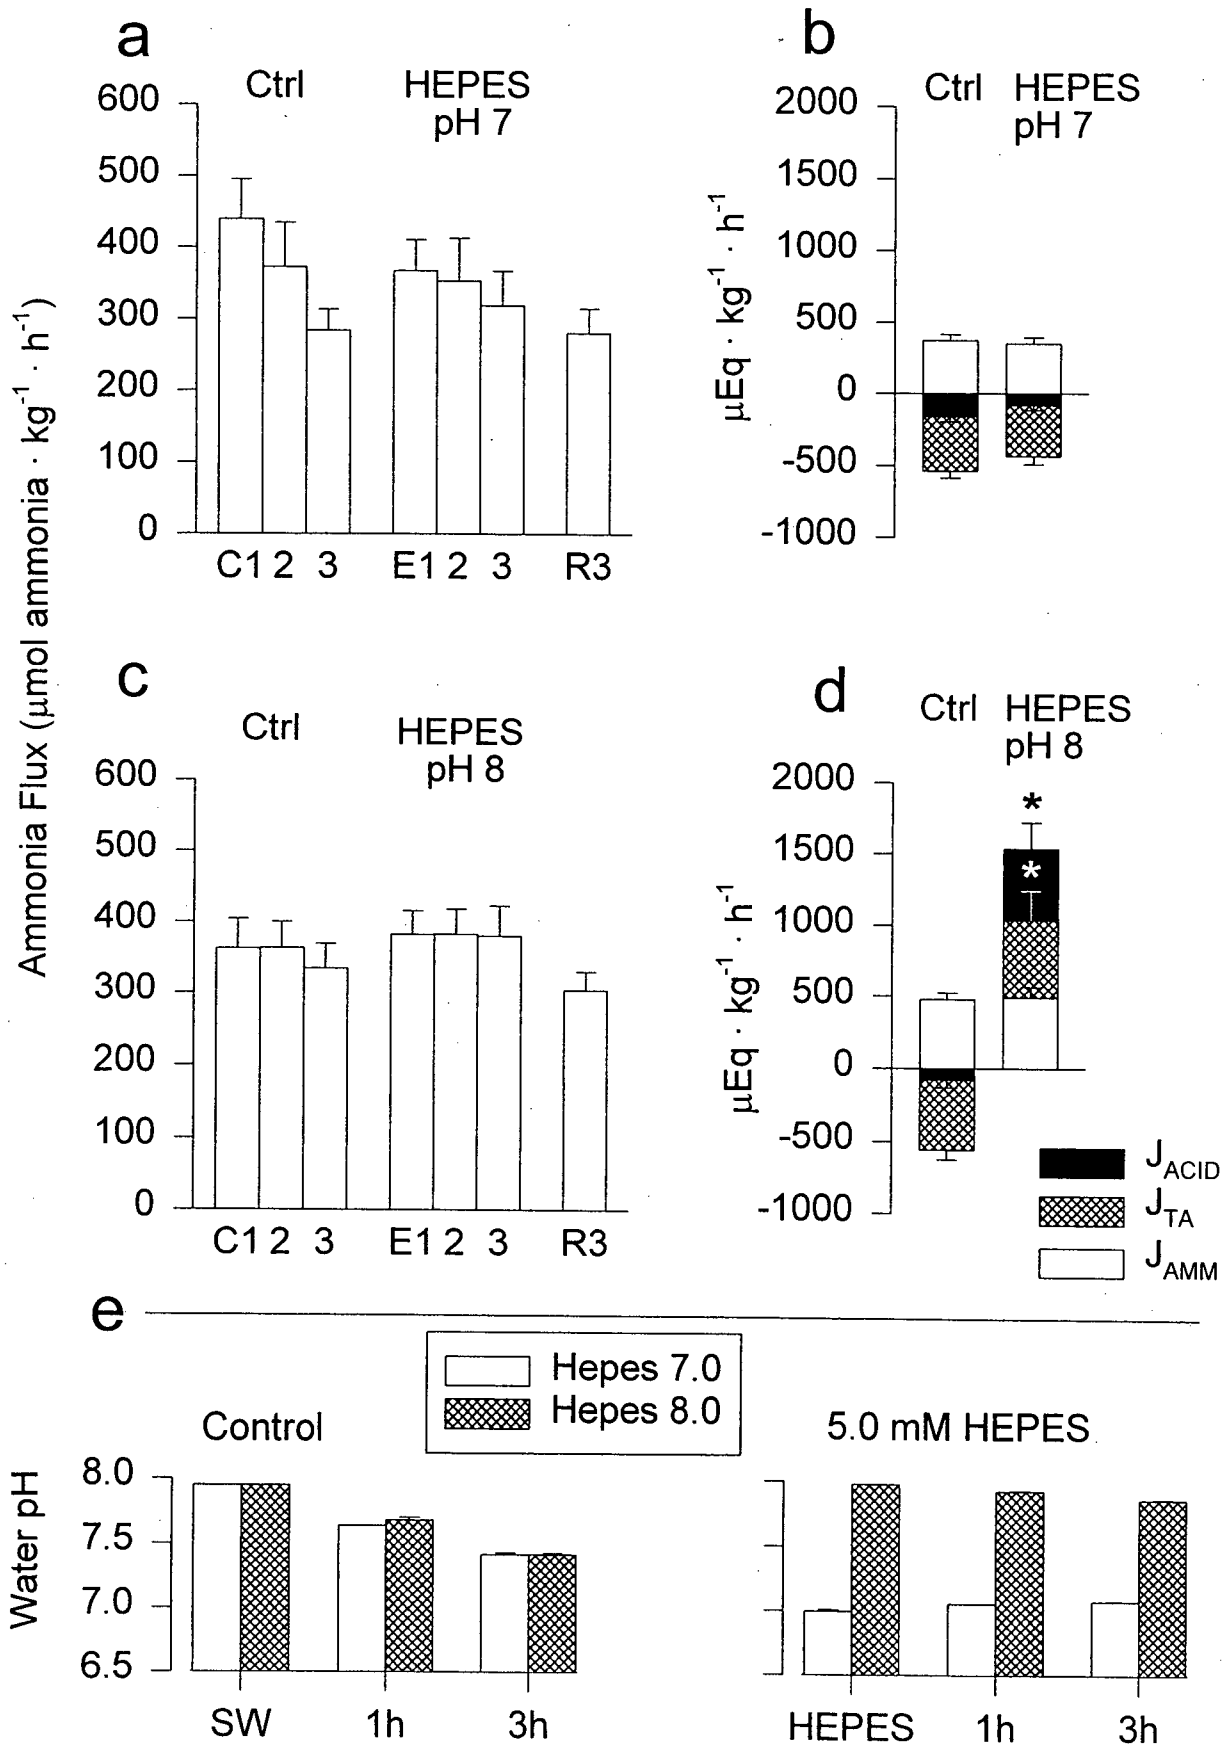 a
Ctrl
HEPES
pH 7
600
500
400
300
200
100
0
C1 2 3 E1 2 3 R3
b
Ctrl HEPES
pH 7
2000
1500
1000
500
0
-500
-1000
µEq · kg⁻¹ · h⁻¹
Ammonia Flux (µmol ammonia · kg⁻¹ · h⁻¹)
c
Ctrl
HEPES
pH 8
600
500
400
300
200
100
0
C1 2 3 E1 2 3 R3
d
Ctrl HEPES
pH 8
2000
1500
1000
500
0
-500
-1000
*
*
µEq · kg⁻¹ · h⁻¹
J_ACID
J_TA
J_AMM
e
Hepes 7.0
Hepes 8.0
Control
5.0 mM HEPES
Water pH
8.0
7.5
7.0
6.5
SW 1h 3h
HEPES 1h 3h